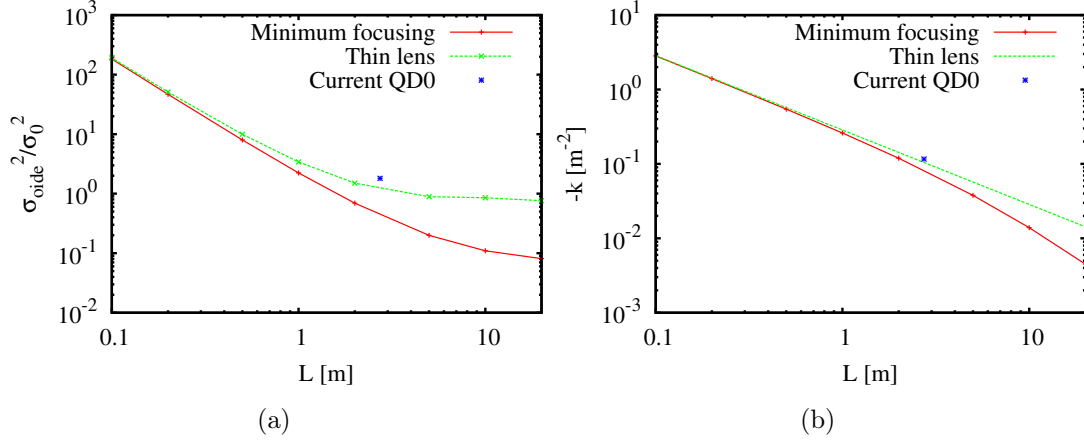 10^3
10^2
10^1
10^0
10^-1
10^-2
σ_oide^2/σ_0^2
Minimum focusing
Thin lens
Current QD0
0.1 1 10
L [m]
(a)
10^1
10^0
10^-1
10^-2
10^-3
-k [m^-2]
Minimum focusing
Thin lens
Current QD0
0.1 1 10
L [m]
(b)